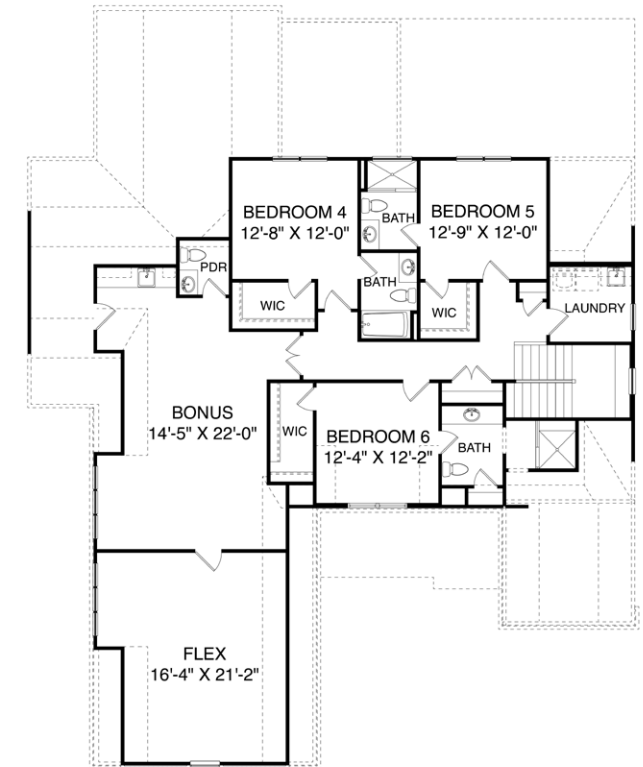 BEDROOM 4
12'-8" X 12'-0"
BATH
BEDROOM 5
12'-9" X 12'-0"
PDR
BATH
WIC
WIC
LAUNDRY
BONUS
14'-5" X 22'-0"
WIC
BEDROOM 6
12'-4" X 12'-2"
BATH
FLEX
16'-4" X 21'-2"